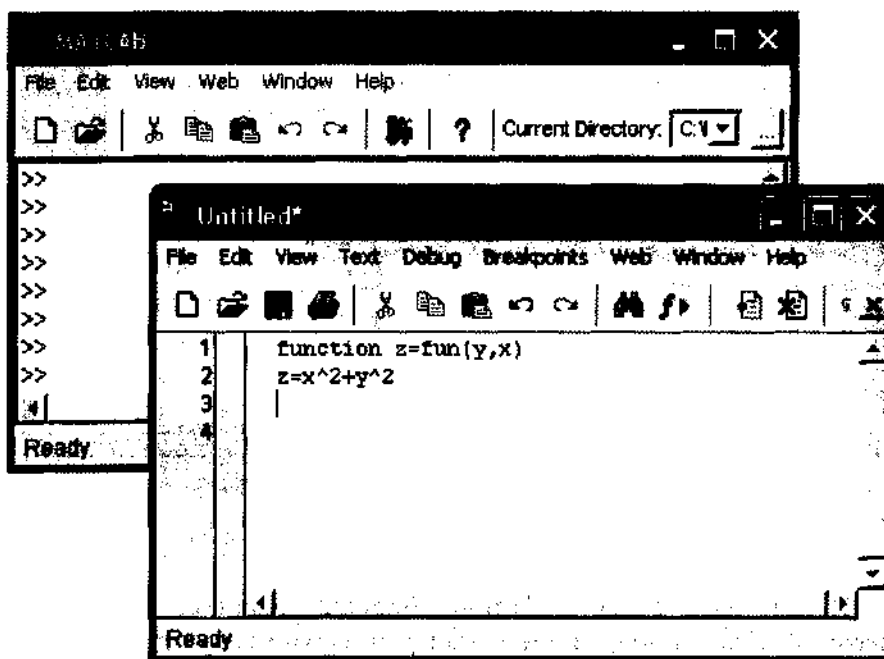 MATLAB
File Edit View Web Window Help
? Current Directory: C:\ ...
>>
>>
>>
>>
>>
>>
>>
>>
Ready
Untitled*
File Edit View Text Debug Breakpoints Web Window Help
1 function z=fun(y,x)
2 z=x^2+y^2
3
4
Ready